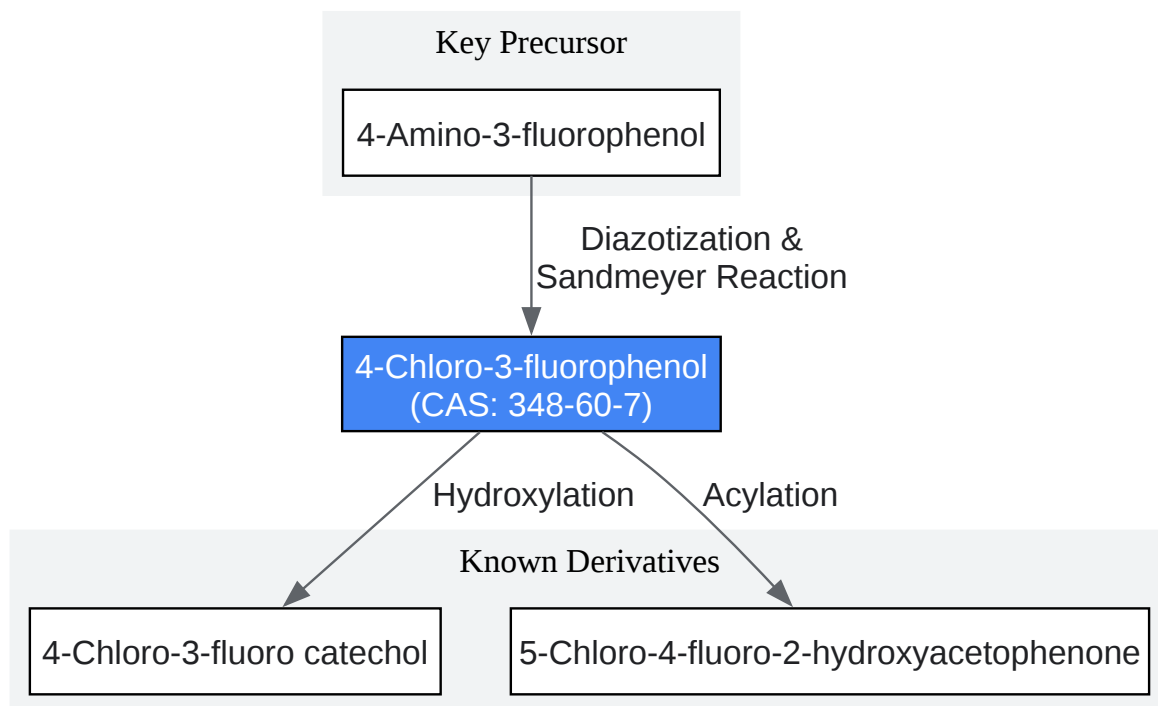 Key Precursor
4-Amino-3-fluorophenol
Diazotization &
Sandmeyer Reaction
4-Chloro-3-fluorophenol
(CAS: 348-60-7)
Hydroxylation
Acylation
Known Derivatives
4-Chloro-3-fluoro catechol
5-Chloro-4-fluoro-2-hydroxyacetophenone